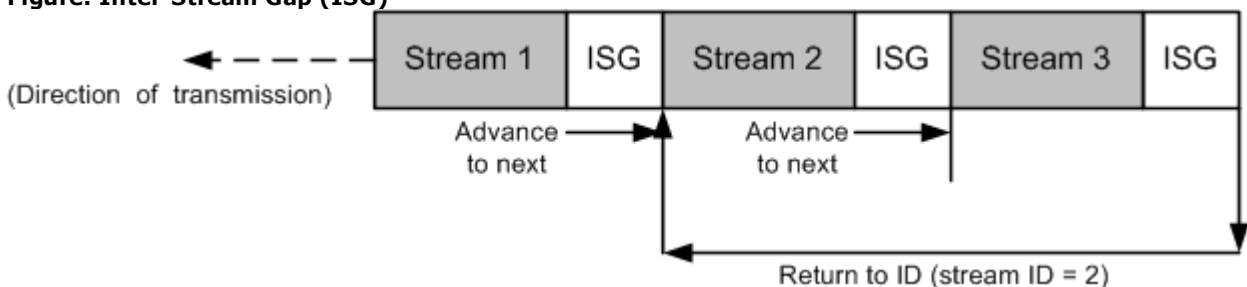 Figure: Inter-Stream Gap (ISG)
Stream 1 ISG Stream 2 ISG Stream 3 ISG
(Direction of transmission)
Advance to next
Advance to next
Return to ID (stream ID = 2)